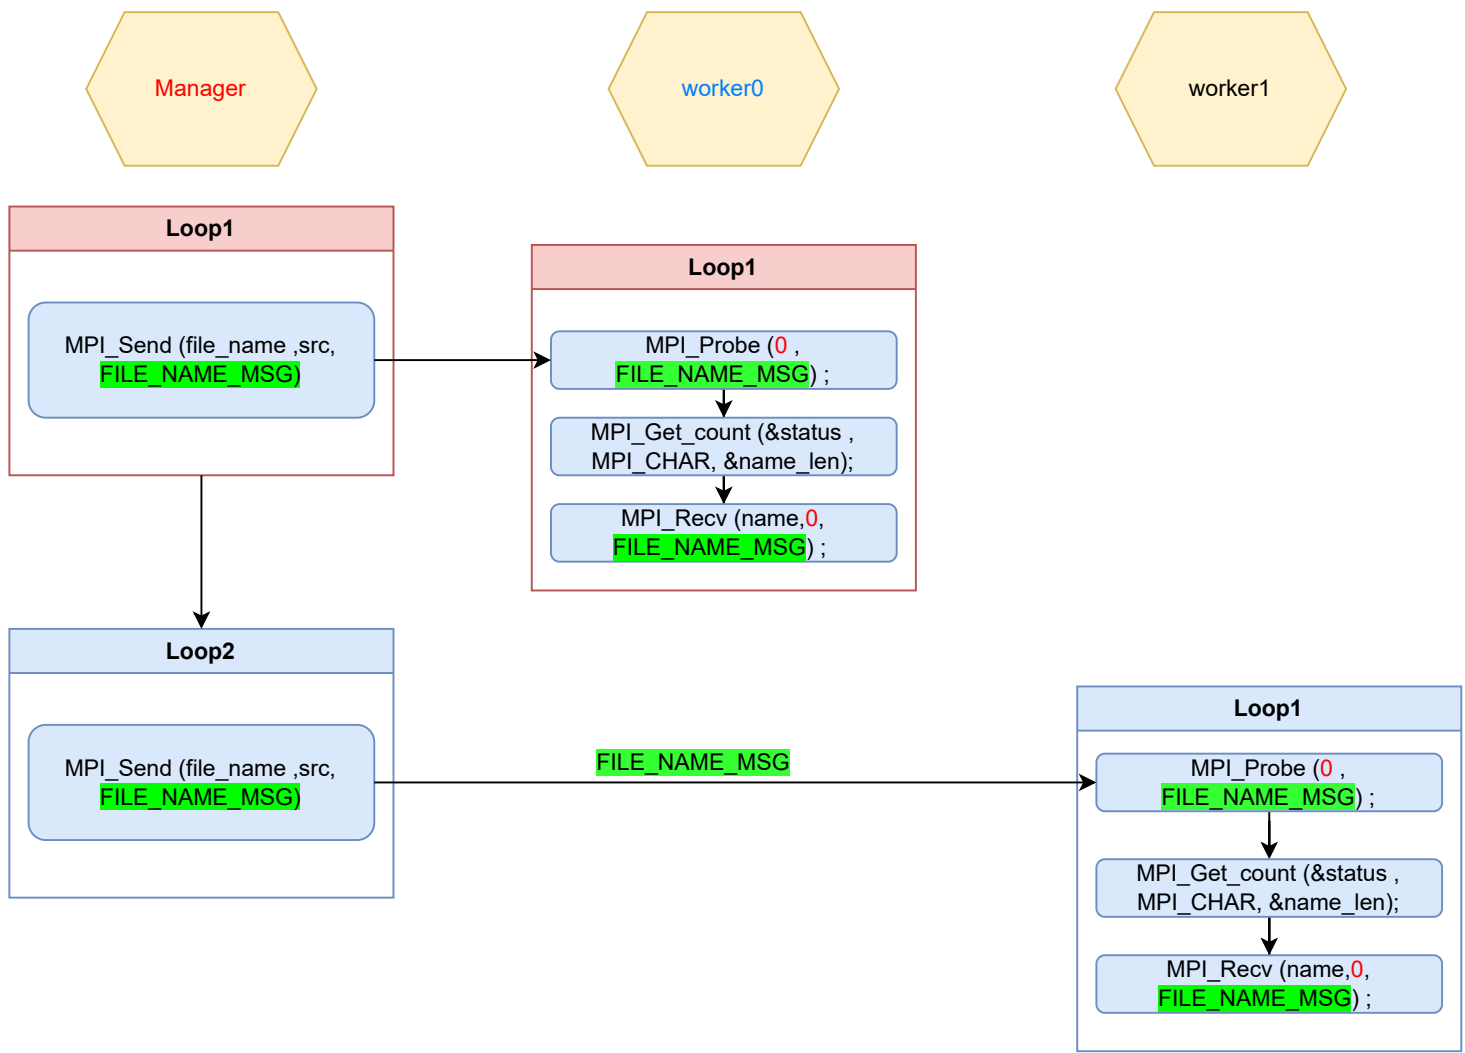 Manager
worker0
worker1
Loop1
MPI_Send (file_name ,src,
FILE_NAME_MSG)
Loop1
MPI_Probe (0 ,
FILE_NAME_MSG) ;
MPI_Get_count (&status ,
MPI_CHAR, &name_len);
MPI_Recv (name,0,
FILE_NAME_MSG) ;
Loop2
MPI_Send (file_name ,src,
FILE_NAME_MSG)
FILE_NAME_MSG
Loop1
MPI_Probe (0 ,
FILE_NAME_MSG) ;
MPI_Get_count (&status ,
MPI_CHAR, &name_len);
MPI_Recv (name,0,
FILE_NAME_MSG) ;